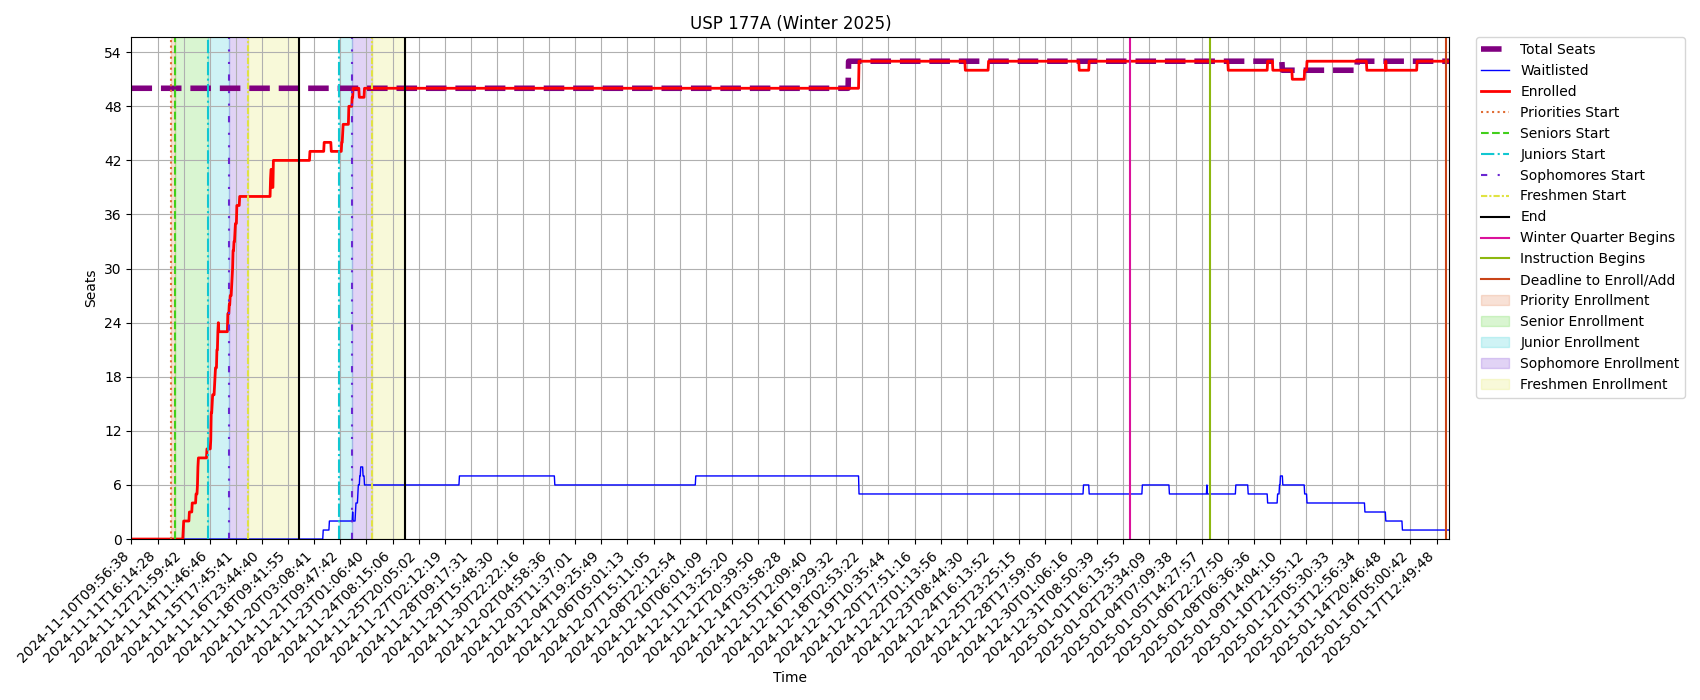 USP 177A (Winter 2025)
54
48
42
36
30
24
18
12
6
0
Seats
2024-11-10T09:56:38
2024-11-11T16:14:28
2024-11-12T21:59:42
2024-11-14T11:46:46
2024-11-15T17:45:41
2024-11-16T23:44:40
2024-11-18T09:41:55
2024-11-20T03:08:41
2024-11-21T09:47:42
2024-11-23T01:06:40
2024-11-24T08:15:06
2024-11-25T20:05:02
2024-11-27T02:12:19
2024-11-28T09:17:31
2024-11-29T15:48:30
2024-11-30T22:22:16
2024-12-02T04:58:36
2024-12-03T11:37:01
2024-12-04T19:25:49
2024-12-06T05:01:13
2024-12-07T15:11:05
2024-12-08T22:12:54
2024-12-10T06:01:09
2024-12-11T13:25:20
2024-12-12T20:39:50
2024-12-14T03:58:28
2024-12-15T12:09:40
2024-12-16T19:29:32
2024-12-18T02:53:22
2024-12-19T10:35:44
2024-12-20T17:51:16
2024-12-22T01:13:56
2024-12-23T08:44:30
2024-12-24T16:13:52
2024-12-25T23:25:15
2024-12-28T17:59:05
2024-12-30T01:06:16
2024-12-31T08:50:39
2025-01-01T16:13:55
2025-01-02T23:34:09
2025-01-04T07:09:38
2025-01-05T14:27:57
2025-01-06T22:27:50
2025-01-08T06:36:36
2025-01-09T14:04:10
2025-01-10T21:55:12
2025-01-12T05:30:33
2025-01-13T12:56:34
2025-01-14T20:46:48
2025-01-16T05:00:42
2025-01-17T12:49:48
Time
Total Seats
Waitlisted
Enrolled
Priorities Start
Seniors Start
Juniors Start
Sophomores Start
Freshmen Start
End
Winter Quarter Begins
Instruction Begins
Deadline to Enroll/Add
Priority Enrollment
Senior Enrollment
Junior Enrollment
Sophomore Enrollment
Freshmen Enrollment